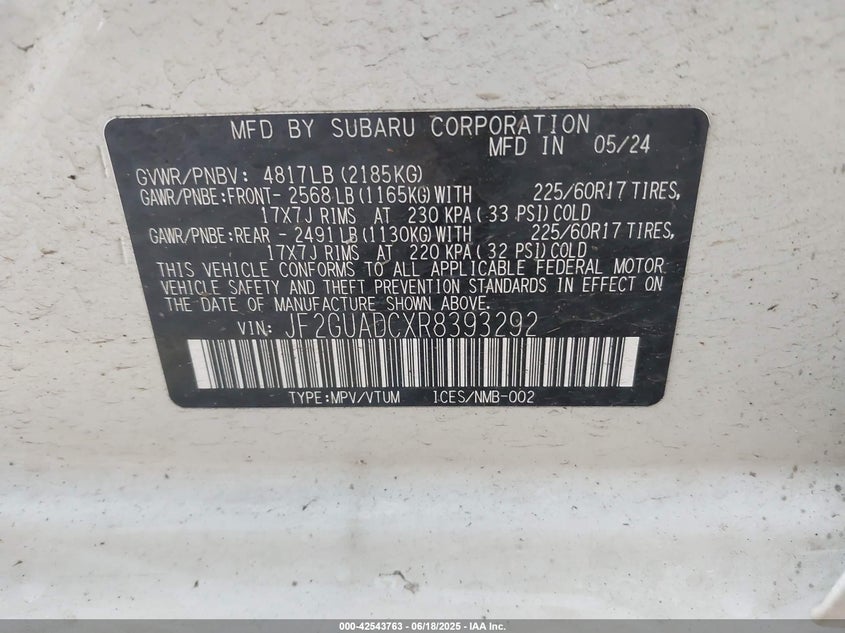 MFD BY SUBARU CORPORATION
MFD IN 05/24
GVWR/PNBV: 4817LB(2185KG)
GAWR/PNBE:FRONT- 2568LB(1165KG)WITH 225/60R17 TIRES,
17X7J RIMS AT 230 KPA(33 PSI)COLD
GAWR/PNBE:REAR - 2491LB(1130KG)WITH 225/60R17 TIRES,
17X7J RIMS AT 220 KPA(32 PSI)COLD
THIS VEHICLE CONFORMS TO ALL APPLICABLE FEDERAL MOTOR
VEHICLE SAFETY AND THEFT PREVENTION STANDARDS IN EFFECT ON
THE DATE OF MANUFACTURE SHOWN ABOVE.
VIN: JF2GUADCXR8393292
TYPE:MPV/VTUM ICES/NMB-002
000-42543763 - 06/18/2025 - IAA Inc.